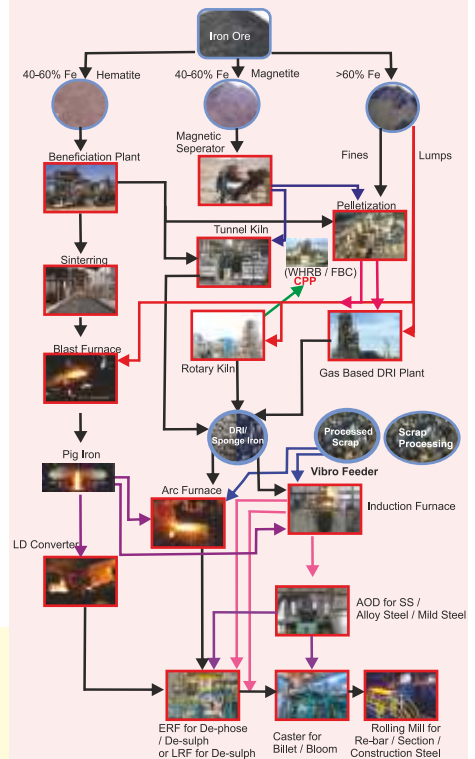 Iron Ore
40-60% Fe Hematite
40-60% Fe Magnetite
>60% Fe
Magnetic
Seperator
Fines
Lumps
Beneficiation Plant
Pelletization
Tunnel Kiln
(WHRB / FBC)
CPP
Sinterring
Blast Furnace
Rotary Kiln
Gas Based DRI Plant
DRI/
Sponge Iron
Processed
Scrap
Scrap
Processing
Vibro Feeder
Pig Iron
Arc Furnace
Induction Furnace
LD Converter
AOD for SS /
Alloy Steel / Mild Steel
ERF for De-phose
/ De-sulph
or LRF for De-sulph
Caster for
Billet / Bloom
Rolling Mill for
Re-bar / Section /
Construction Steel